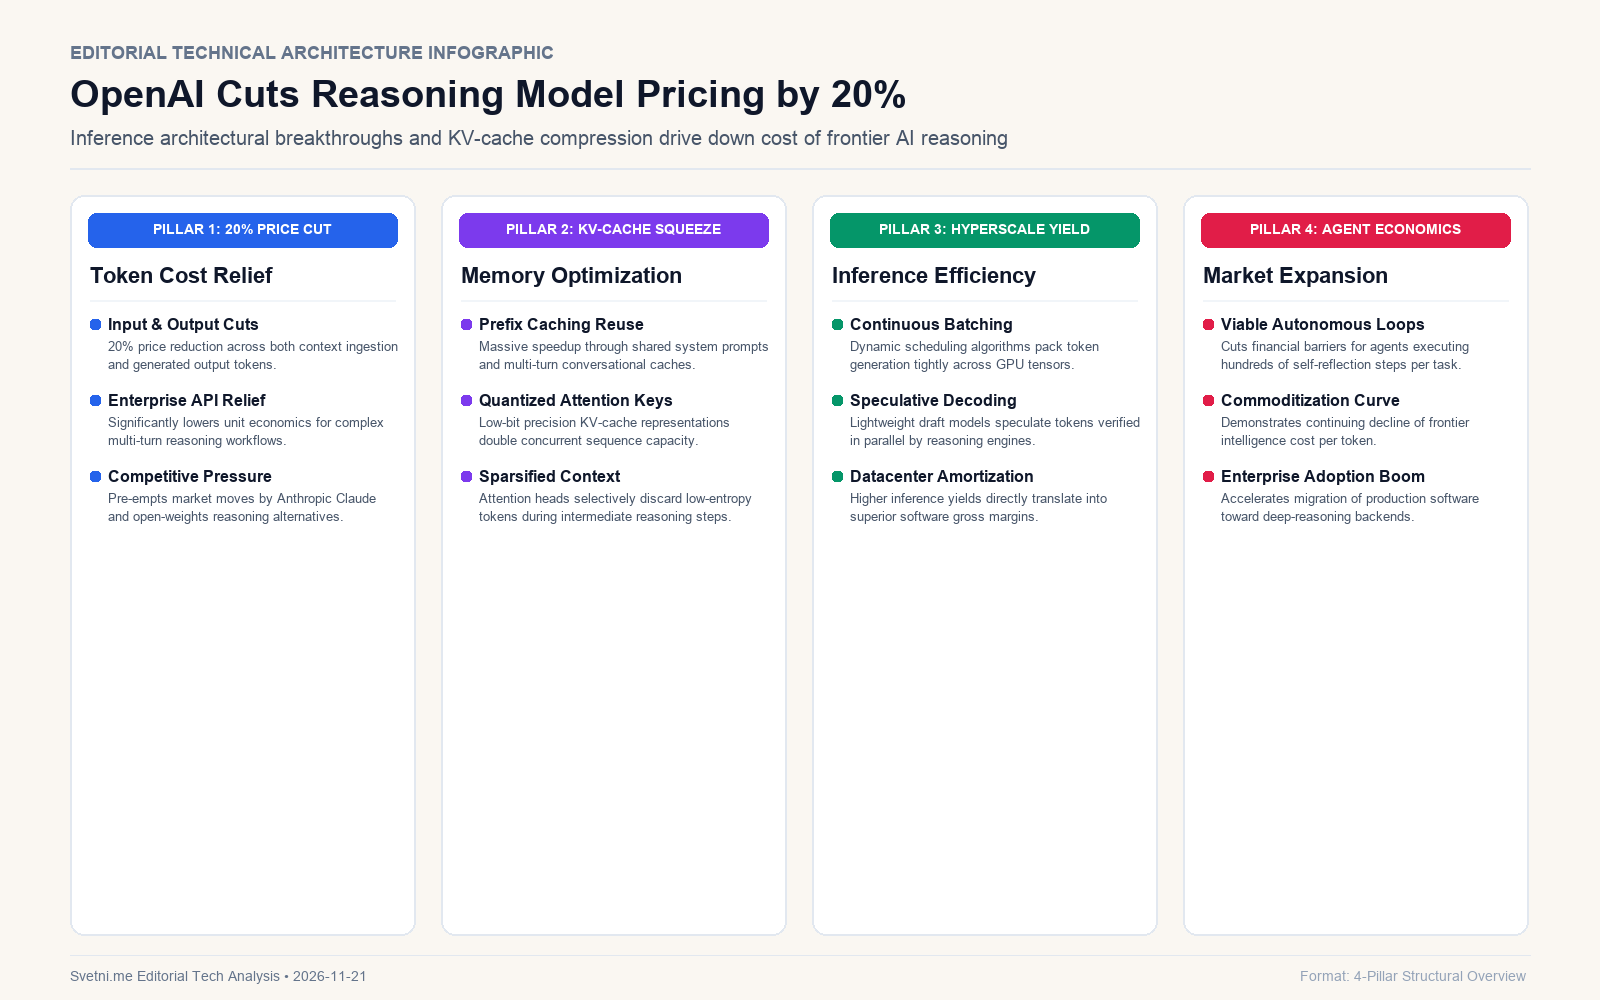 EDITORIAL TECHNICAL ARCHITECTURE INFOGRAPHIC
OpenAI Cuts Reasoning Model Pricing by 20%
Inference architectural breakthroughs and KV-cache compression drive down cost of frontier AI reasoning
PILLAR 1: 20% PRICE CUT
Token Cost Relief
Input & Output Cuts
20% price reduction across both context ingestion
and generated output tokens.
Enterprise API Relief
Significantly lowers unit economics for complex
multi-turn reasoning workflows.
Competitive Pressure
Pre-empts market moves by Anthropic Claude
and open-weights reasoning alternatives.
PILLAR 2: KV-CACHE SQUEEZE
Memory Optimization
Prefix Caching Reuse
Massive speedup through shared system prompts
and multi-turn conversational caches.
Quantized Attention Keys
Low-bit precision KV-cache representations
double concurrent sequence capacity.
Sparsified Context
Attention heads selectively discard low-entropy
tokens during intermediate reasoning steps.
PILLAR 3: HYPERSCALE YIELD
Inference Efficiency
Continuous Batching
Dynamic scheduling algorithms pack token
generation tightly across GPU tensors.
Speculative Decoding
Lightweight draft models speculate tokens verified
in parallel by reasoning engines.
Datacenter Amortization
Higher inference yields directly translate into
superior software gross margins.
PILLAR 4: AGENT ECONOMICS
Market Expansion
Viable Autonomous Loops
Cuts financial barriers for agents executing
hundreds of self-reflection steps per task.
Commoditization Curve
Demonstrates continuing decline of frontier
intelligence cost per token.
Enterprise Adoption Boom
Accelerates migration of production software
toward deep-reasoning backends.
Svetni.me Editorial Tech Analysis • 2026-11-21
Format: 4-Pillar Structural Overview